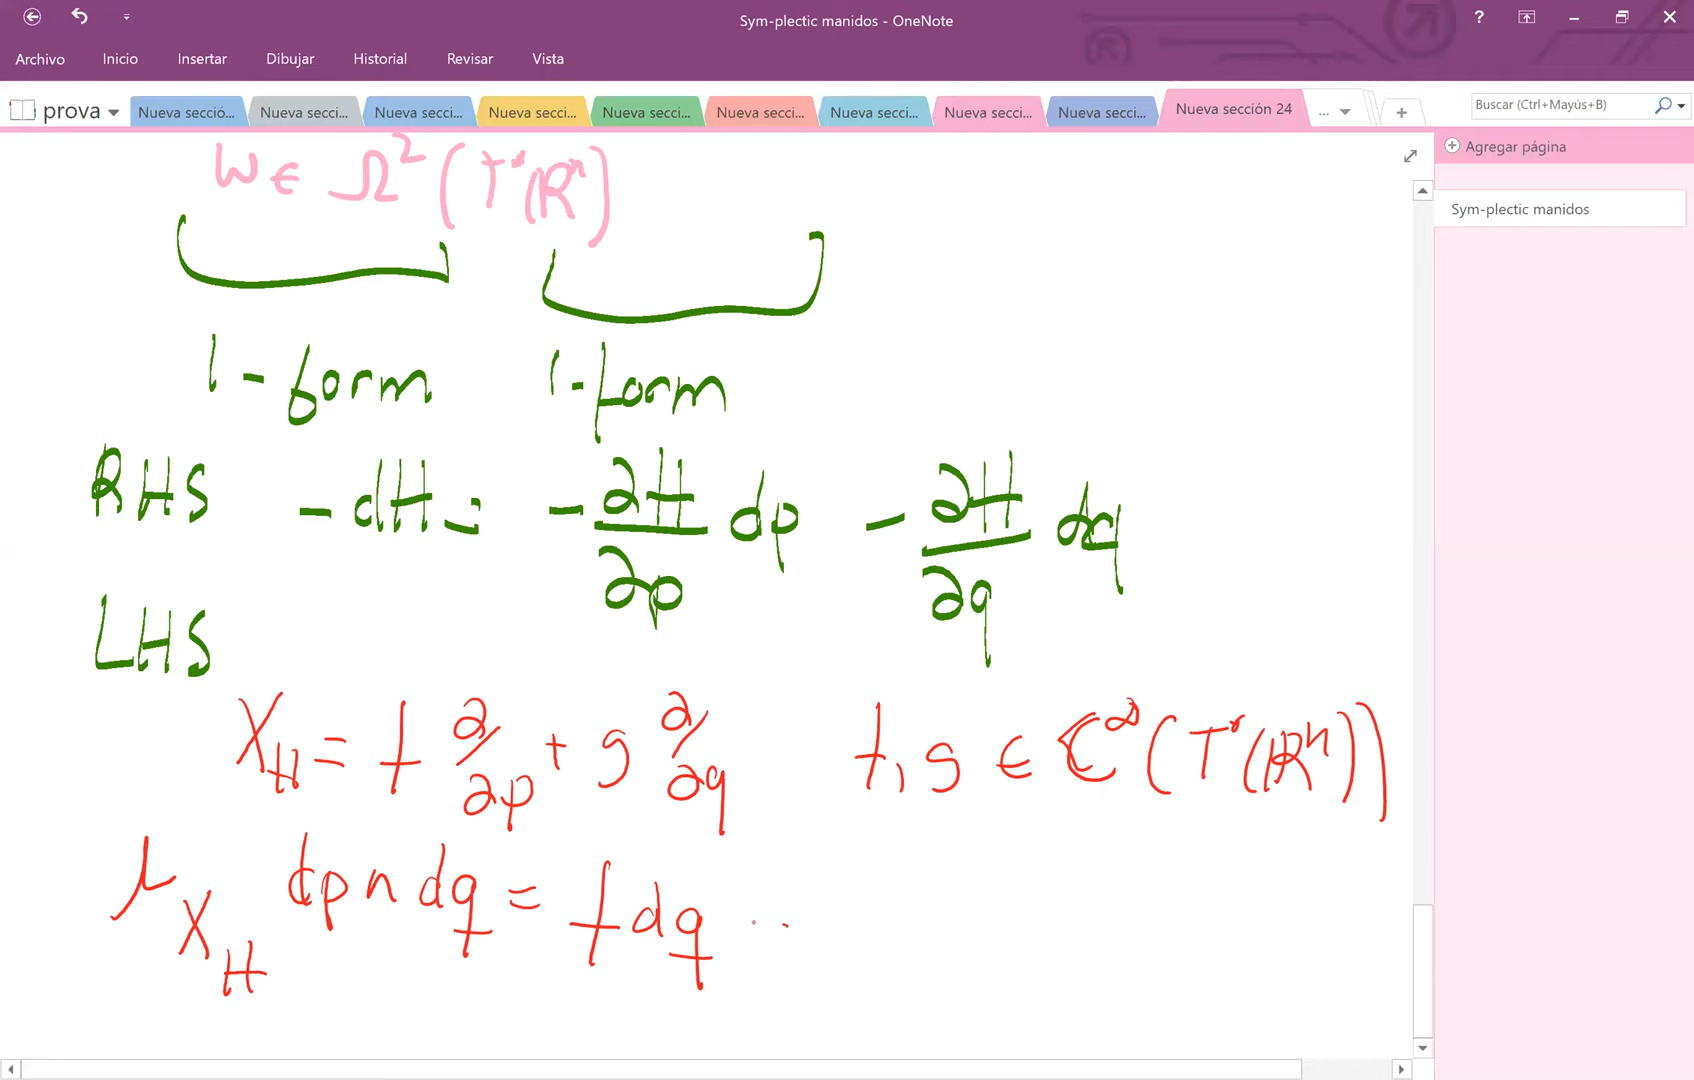 Sym-plectic manidos - OneNote
?
Archivo Inicio Insertar Dibujar Historial Revisar Vista
prova Nueva secció... Nueva secci... Nueva secci... Nueva secci... Nueva secci... Nueva secci... Nueva secci... Nueva secci... Nueva secci... Nueva sección 24 ... Buscar (Ctrl+Mayús+B)
Agregar página
Sym-plectic manidos
W ∈ Ω² (T*(ℝⁿ)
1-form 1-form
RHS - dH = - ∂H/∂p dp - ∂H/∂q dq
LHS
X_H = f ∂/∂p + g ∂/∂q f, g ∈ C^∞(T*(ℝⁿ))
X_H dp ∧ dq = f dq